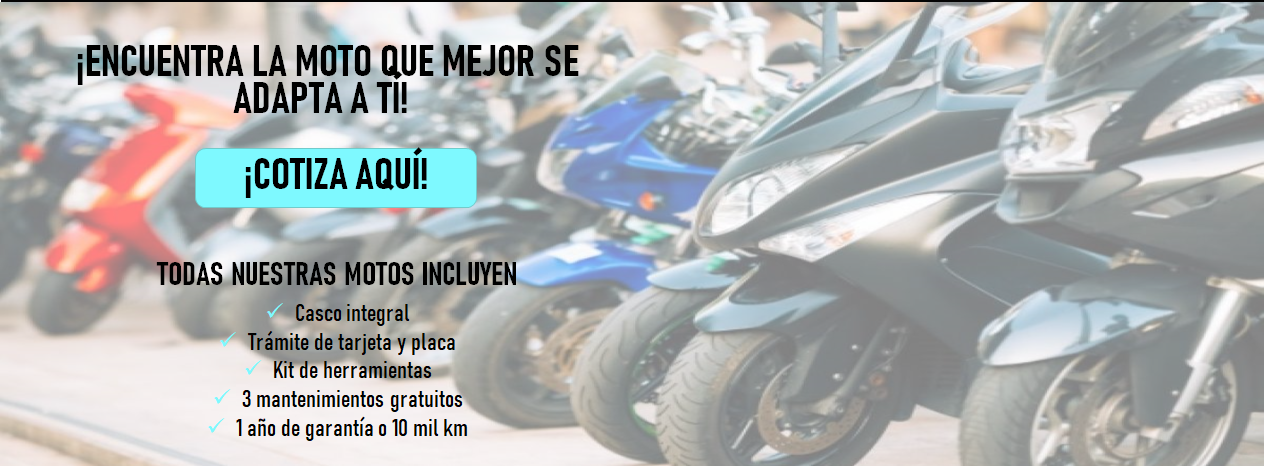 ¡ENCUENTRA LA MOTO QUE MEJOR SE
ADAPTA A TÍ!
¡COTIZA AQUÍ!
TODAS NUESTRAS MOTOS INCLUYEN
✓ Casco integral
✓ Trámite de tarjeta y placa
✓ Kit de herramientas
✓ 3 mantenimientos gratuitos
✓ 1 año de garantía o 10 mil km